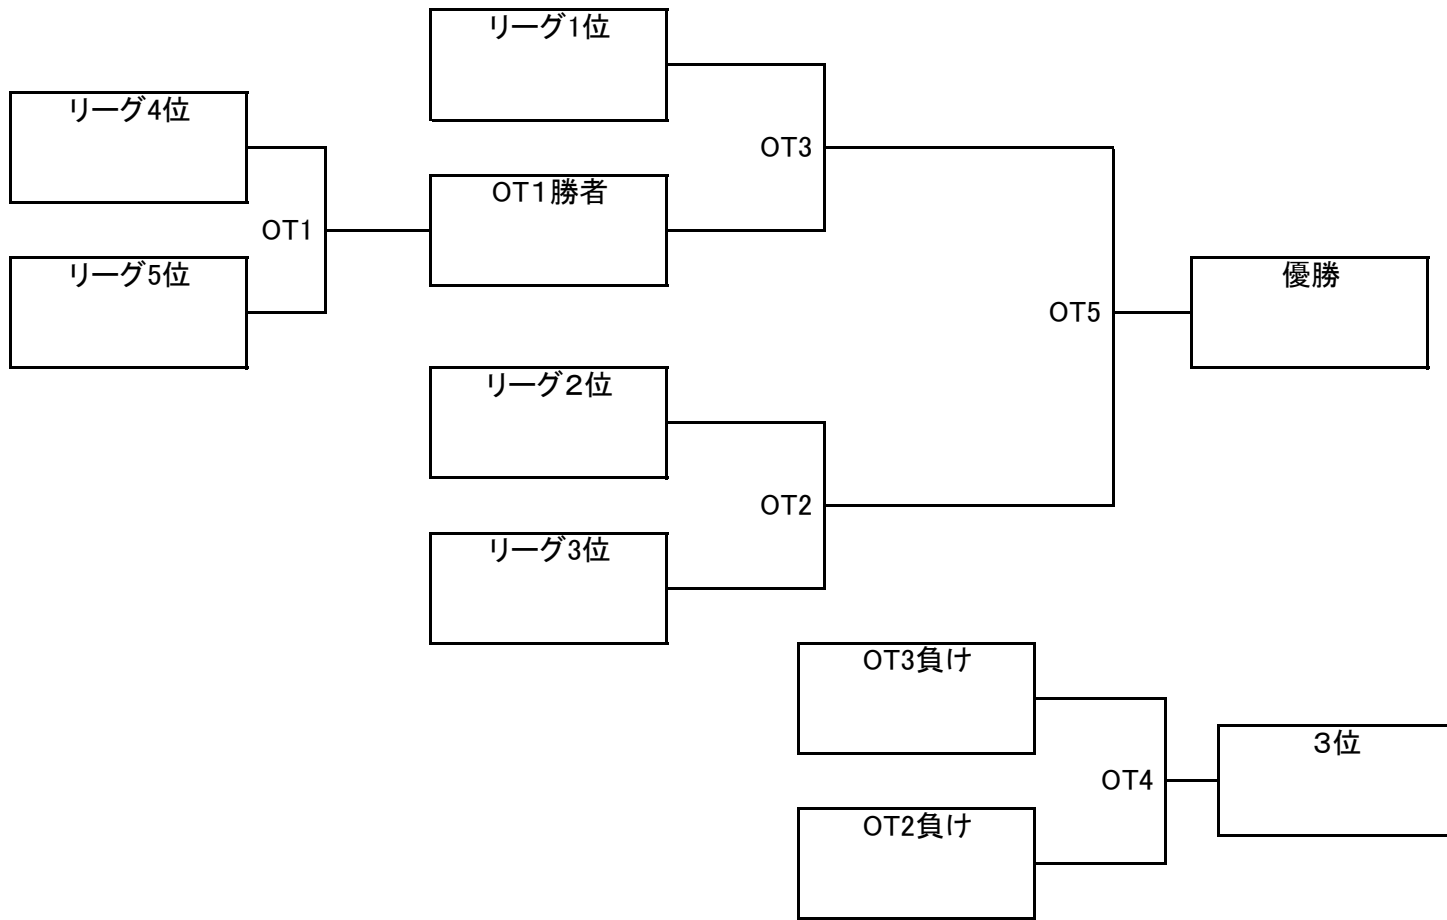 リーグ1位
リーグ4位
OT3
OT１勝者
OT1
リーグ5位
優勝
OT5
リーグ２位
OT2
リーグ3位
OT3負け
３位
OT4
OT2負け